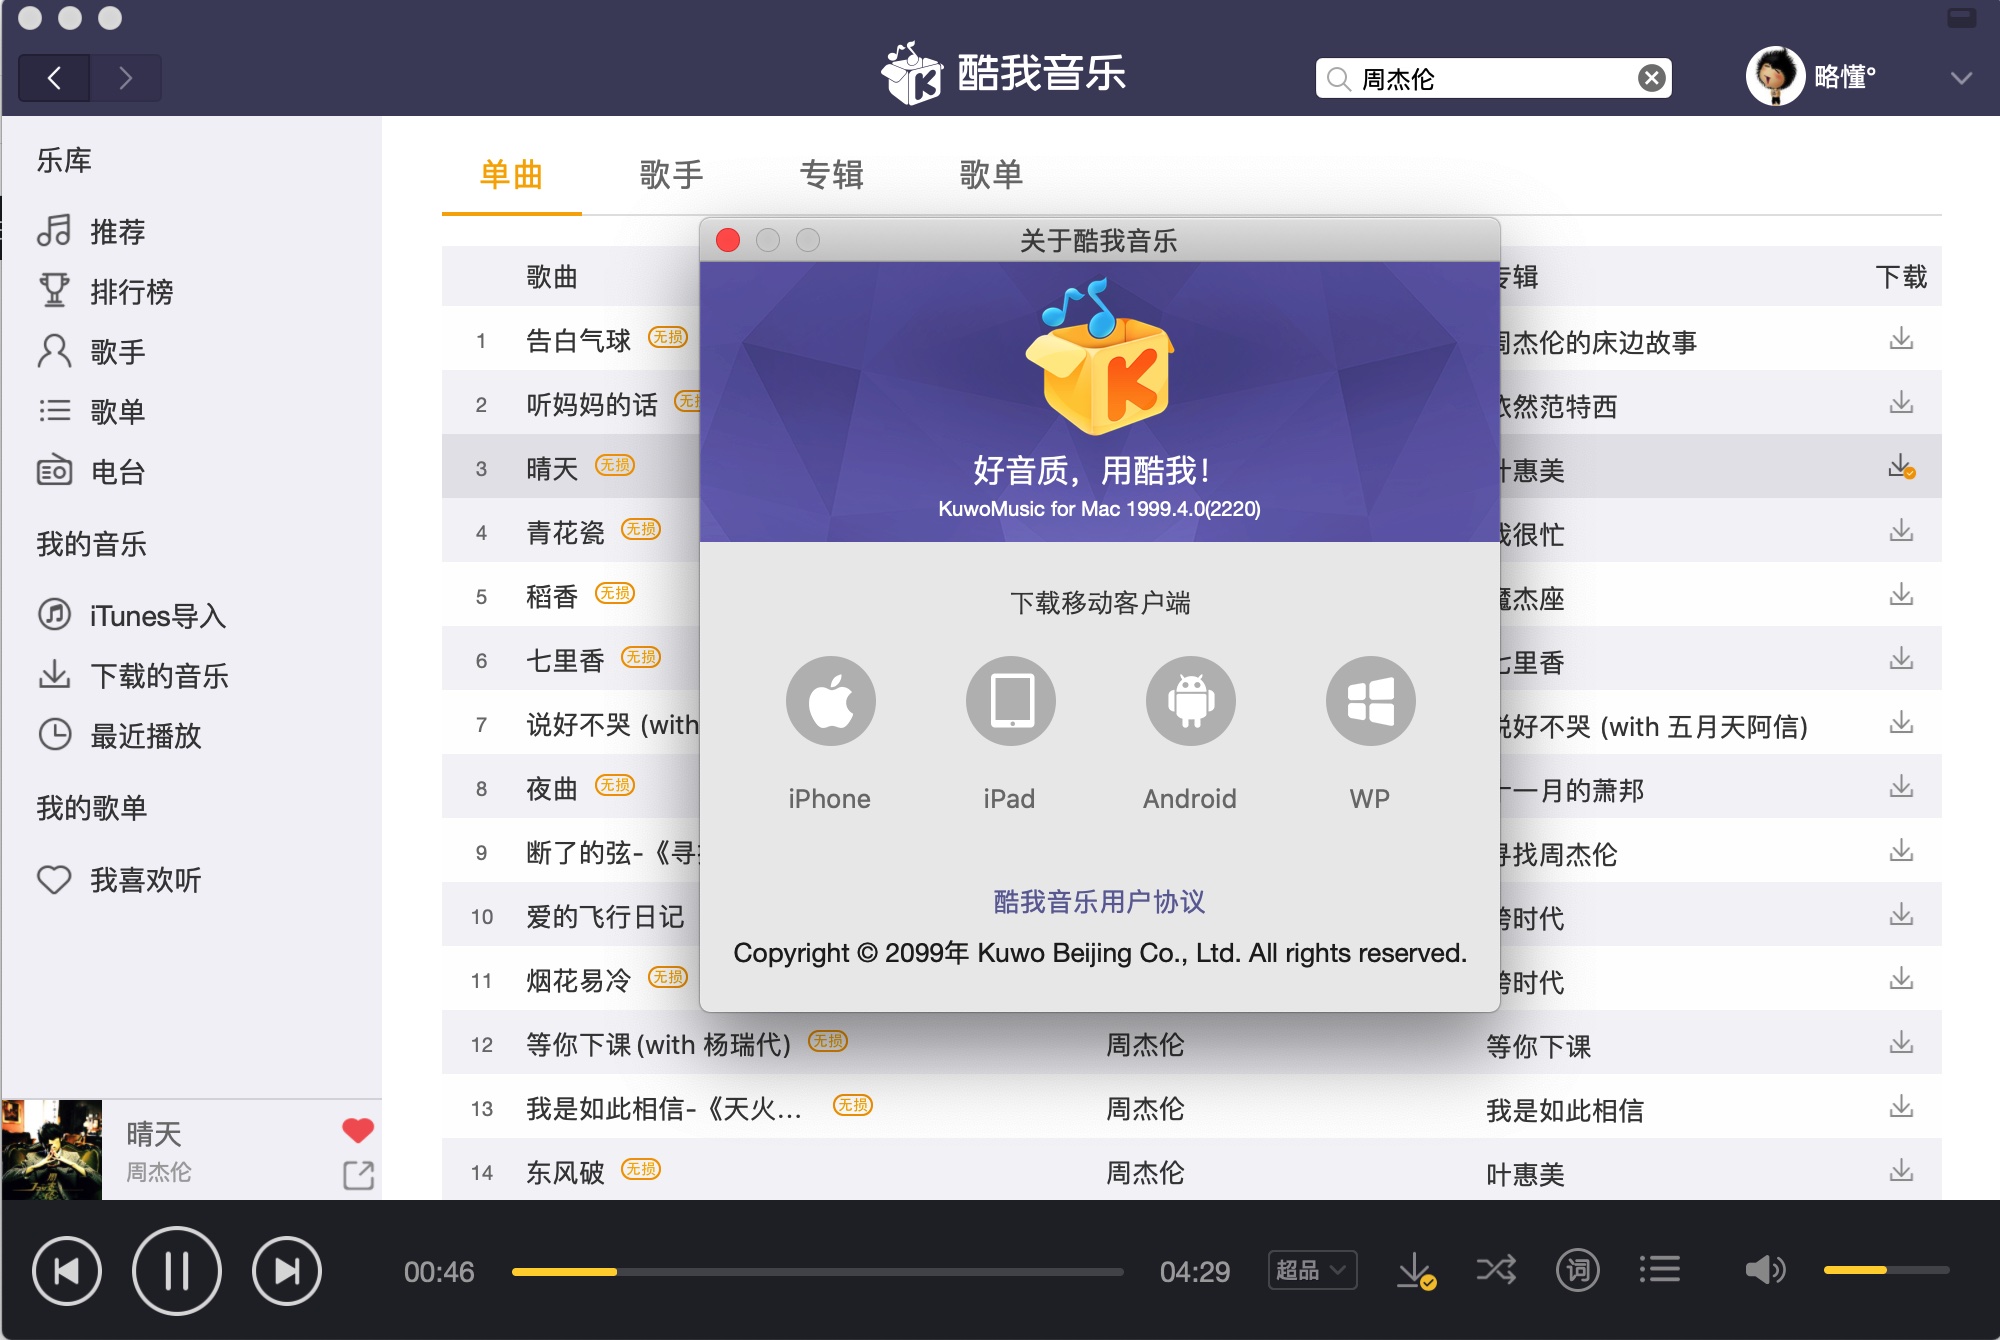 酷我音乐
周杰伦
略懂°
乐库
推荐
排行榜
歌手
歌单
电台
我的音乐
iTunes导入
下载的音乐
最近播放
我的歌单
我喜欢听
单曲 歌手 专辑 歌单
歌曲 专辑 下载
1 告白气球 无损 周杰伦的床边故事
2 听妈妈的话 无损 依然范特西
3 晴天 无损 叶惠美
4 青花瓷 无损 我很忙
5 稻香 无损 魔杰座
6 七里香 无损 七里香
7 说好不哭 (with 说好不哭 (with 五月天阿信)
8 夜曲 无损 十一月的萧邦
9 断了的弦-《寻 寻找周杰伦
10 爱的飞行日记 跨时代
11 烟花易冷 无损 跨时代
12 等你下课(with 杨瑞代) 无损 周杰伦 等你下课
13 我是如此相信-《天火... 无损 周杰伦 我是如此相信
14 东风破 无损 周杰伦 叶惠美
关于酷我音乐
K
好音质，用酷我！
KuwoMusic for Mac 1999.4.0(2220)
下载移动客户端
iPhone iPad Android WP
酷我音乐用户协议
Copyright © 2099年 Kuwo Beijing Co., Ltd. All rights reserved.
晴天
周杰伦
00:46 04:29 超品 词